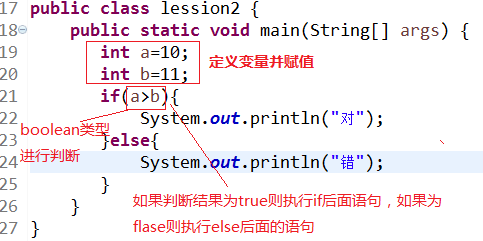 17 public class lession2 {
18 public static void main(String[] args) {
19 int a=10;
定义变量并赋值
20 int b=11;
21 if(a>b){
22 System.out.println("对");
boolean类型
23 }else{
进行判断
24 System.out.println("错");
25 }
26 }
如果判断结果为true则执行if后面语句，如果为
27 }
flase则执行else后面的语句